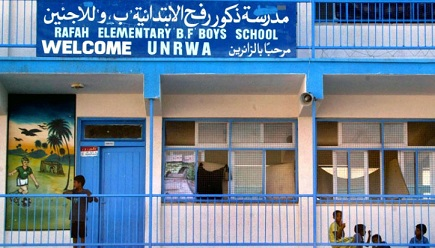 مدرسة ذكور رفح الابتدائية "ب، و" للاجئين
RAFAH ELEMENTARY B.F BOYS SCHOOL
WELCOME UNRWA مرحباً بالزائرين